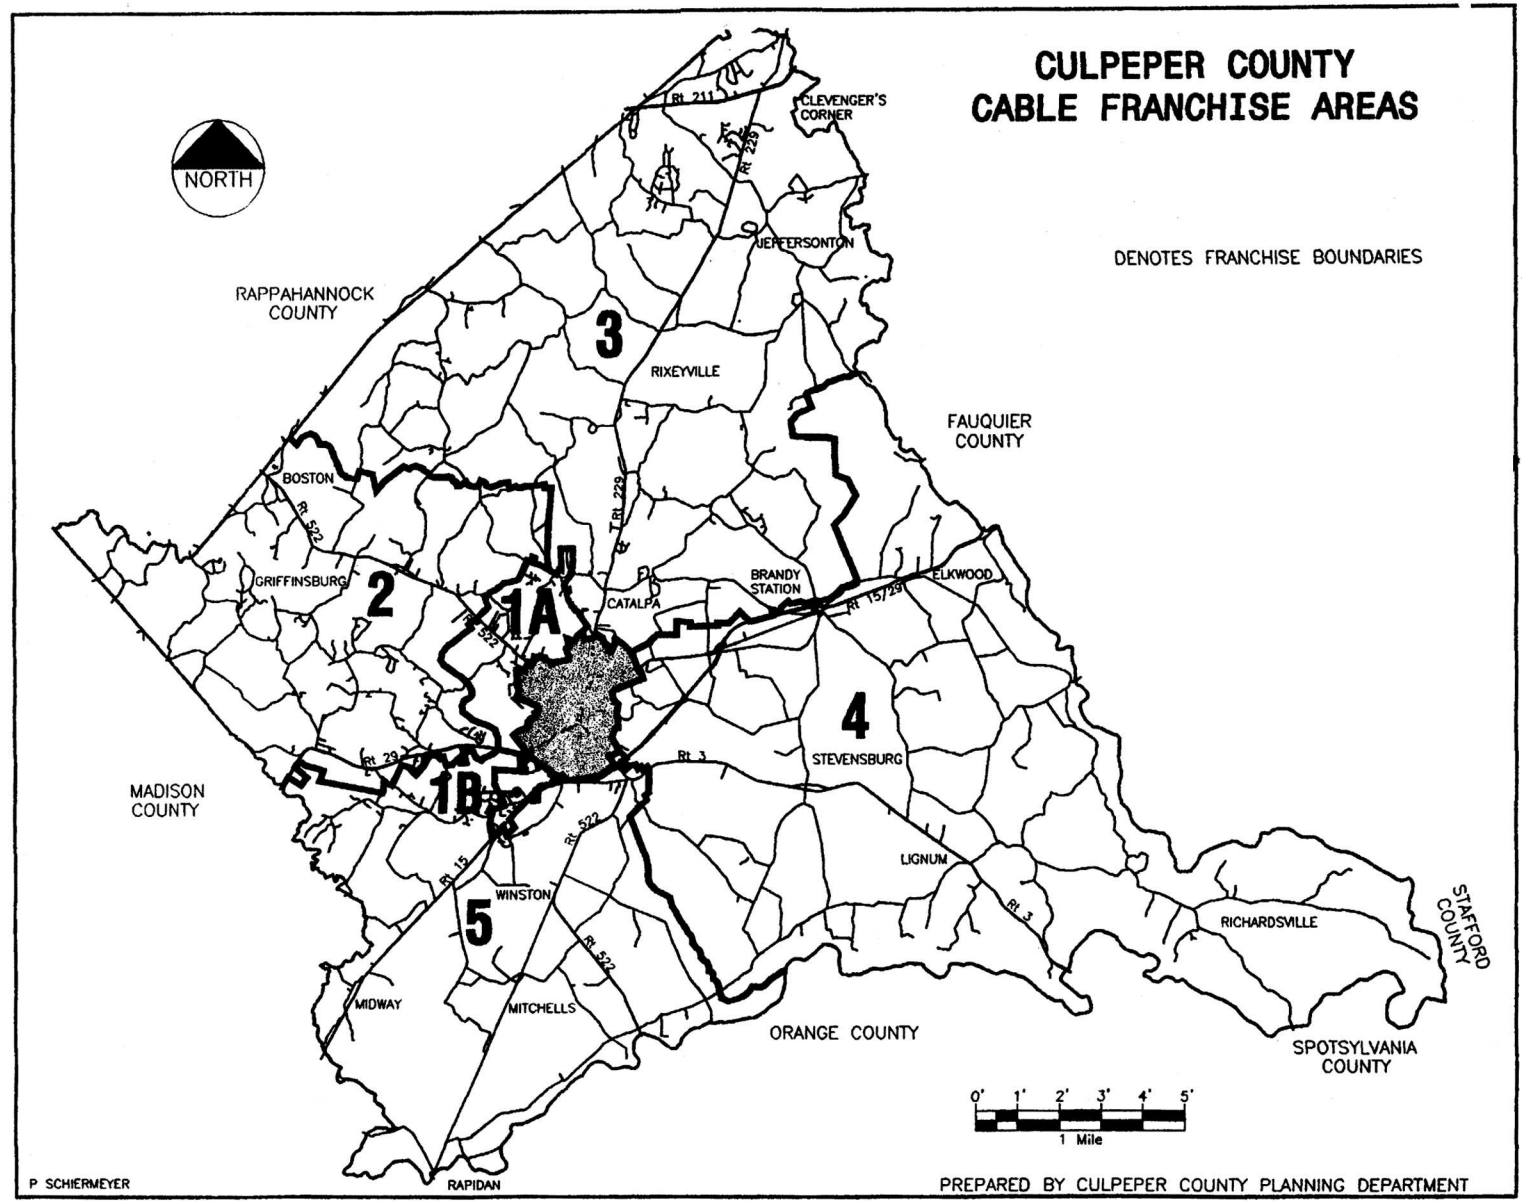 CULPEPER COUNTY
CABLE FRANCHISE AREAS
Rt 211
CLEVENGER'S
CORNER
Rt 229
NORTH
JEFFERSONTON
DENOTES FRANCHISE BOUNDARIES
RAPPAHANNOCK
COUNTY
3
RIXEYVILLE
FAUQUIER
COUNTY
BOSTON
Rt 229
Rt 522
GRIFFINSBURG
2
BRANDY
STATION
ELKWOOD
1A
CATALPA
Rt 15/29
Rt 522
4
STEVENSBURG
Rt 29
Rt 3
MADISON
COUNTY
1B
Rt 522
LIGNUM
Rt 15
WINSTON
5
Rt 3
RICHARDSVILLE
STAFFORD
COUNTY
Rt 522
MIDWAY
MITCHELLS
ORANGE COUNTY
SPOTSYLVANIA
COUNTY
0' 1' 2' 3' 4' 5'
1 Mile
P SCHIERMEYER
RAPIDAN
PREPARED BY CULPEPER COUNTY PLANNING DEPARTMENT